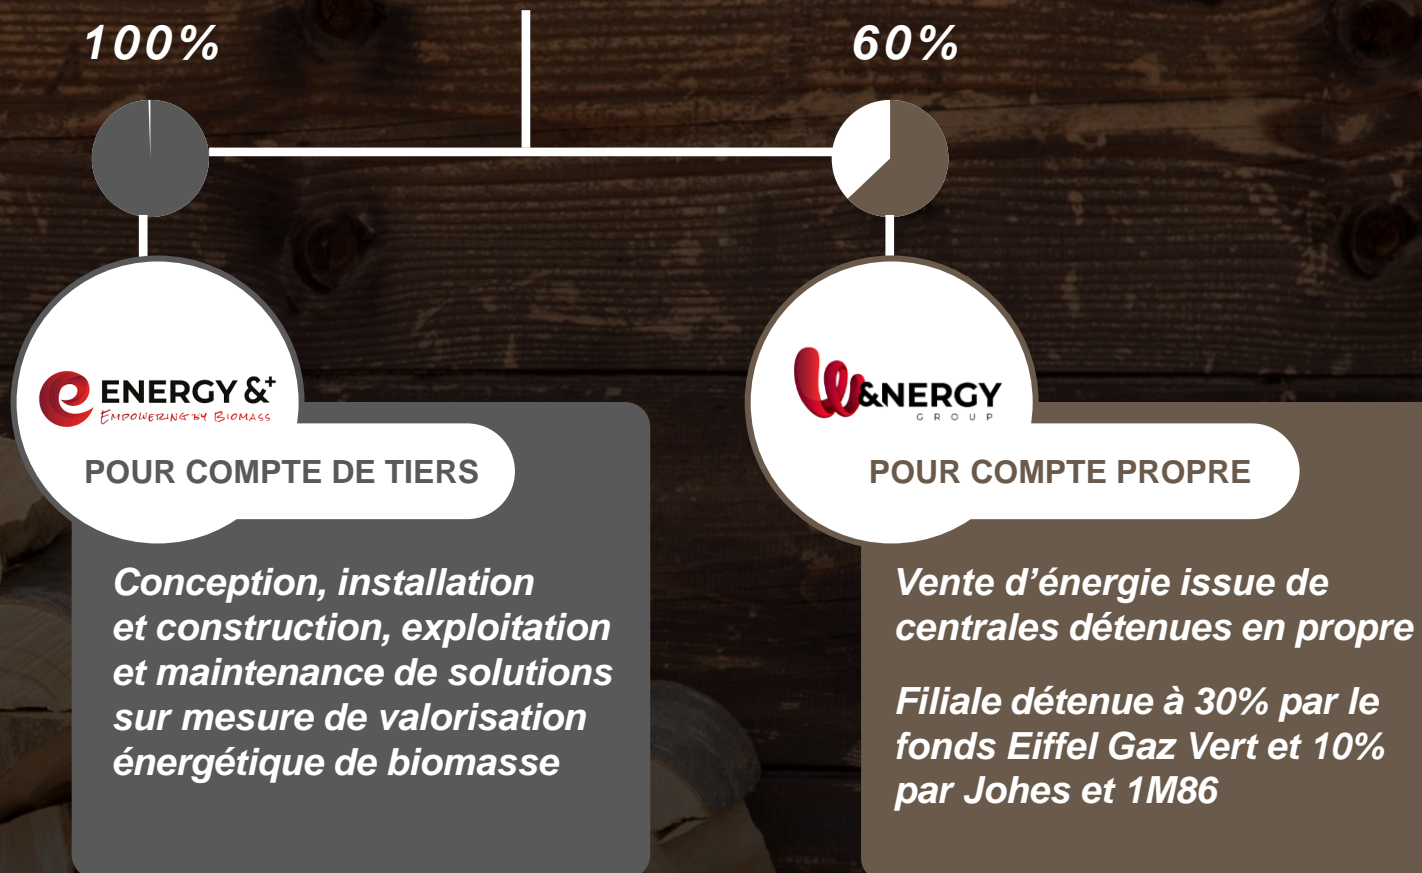 100%
60%
ENERGY &+
EMPOWERING BY BIOMASS
POUR COMPTE DE TIERS
Conception, installation
et construction, exploitation
et maintenance de solutions
sur mesure de valorisation
énergétique de biomasse
W&NERGY
GROUP
POUR COMPTE PROPRE
Vente d’énergie issue de
centrales détenues en propre
Filiale détenue à 30% par le
fonds Eiffel Gaz Vert et 10%
par Johes et 1M86